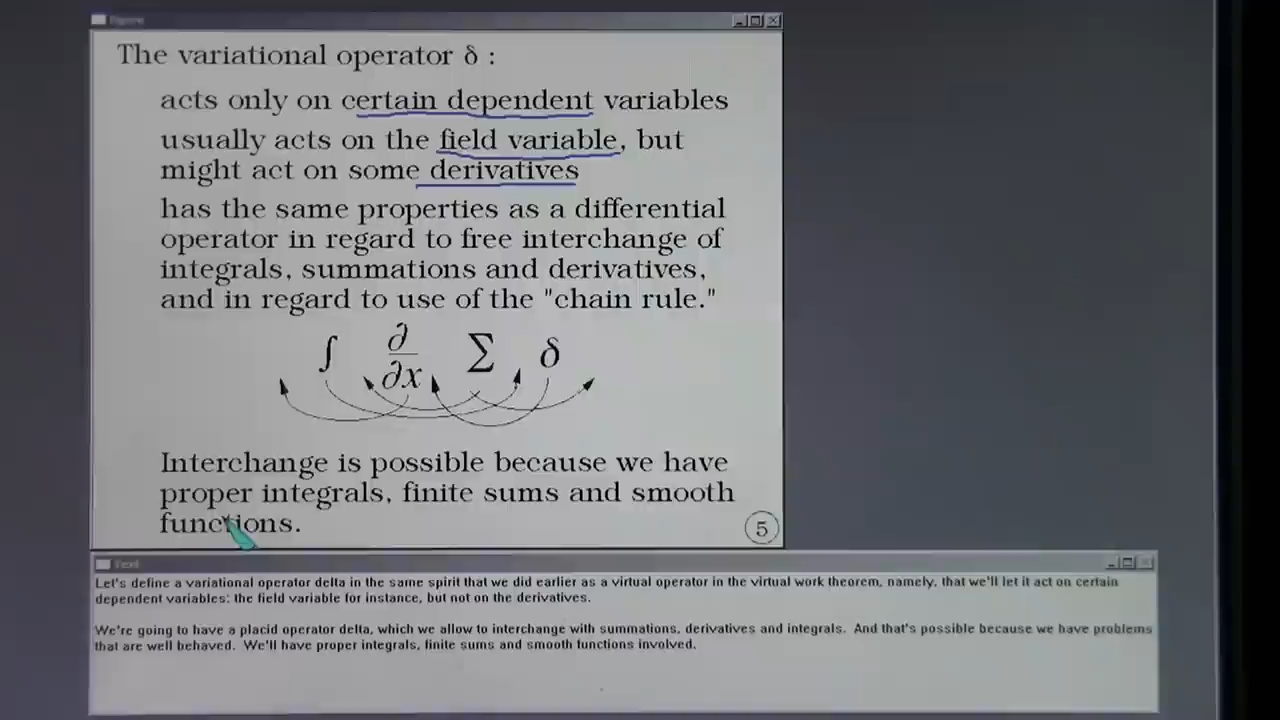 Figure
The variational operator δ :
acts only on certain dependent variables
usually acts on the field variable, but
might act on some derivatives
has the same properties as a differential
operator in regard to free interchange of
integrals, summations and derivatives,
and in regard to use of the "chain rule."
∫ ∂/∂x Σ δ
Interchange is possible because we have
proper integrals, finite sums and smooth
functions.
5
Text
Let's define a variational operator delta in the same spirit that we did earlier as a virtual operator in the virtual work theorem, namely, that we'll let it act on certain
dependent variables: the field variable for instance, but not on the derivatives.
We're going to have a placid operator delta, which we allow to interchange with summations, derivatives and integrals. And that's possible because we have problems
that are well behaved. We'll have proper integrals, finite sums and smooth functions involved.